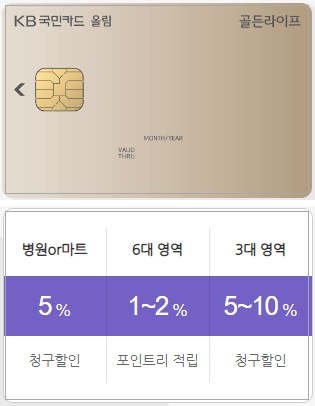 KB국민카드 올림 골든라이프
MONTH/YEAR
VALID
THRU
병원or마트 6대 영역 3대 영역
5% 1~2% 5~10%
청구할인 포인트리 적립 청구할인